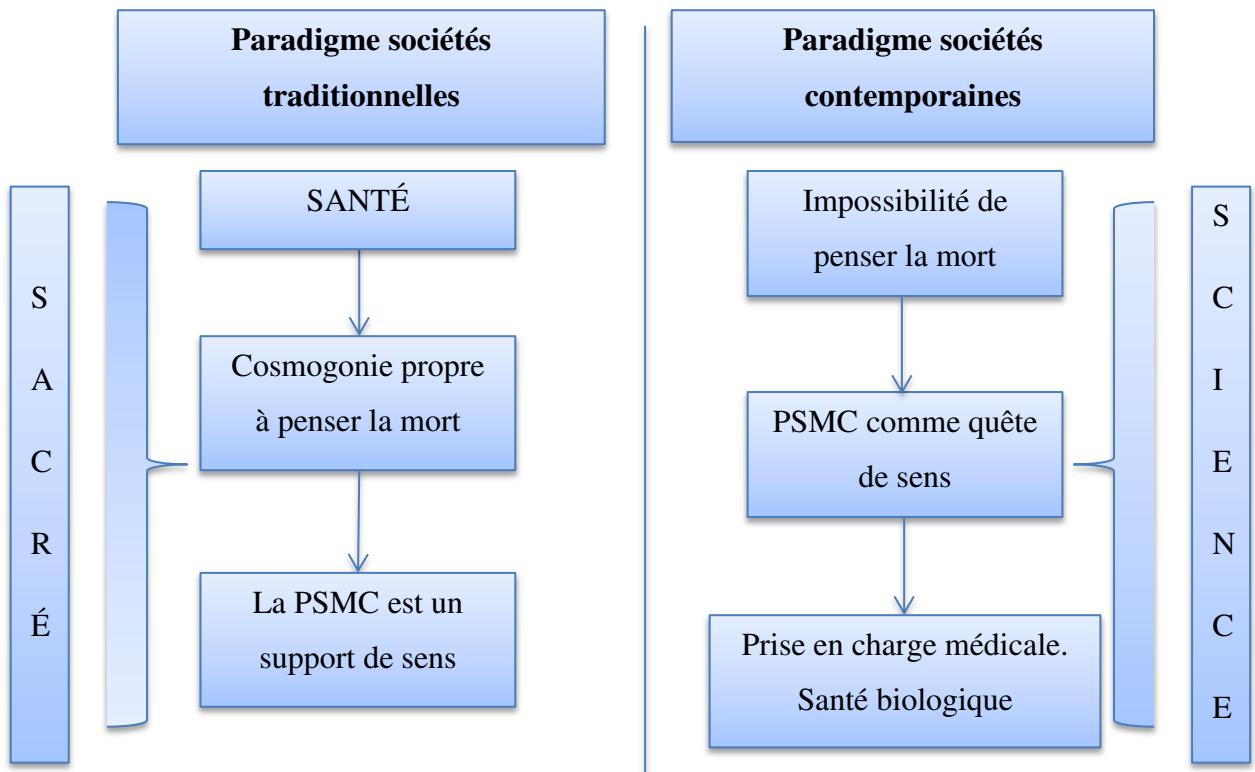 Paradigme sociétés
traditionnelles
Paradigme sociétés
contemporaines
S
A
C
R
É
SANTÉ
Cosmogonie propre
à penser la mort
La PSMC est un
support de sens
Impossibilité de
penser la mort
PSMC comme quête
de sens
Prise en charge médicale.
Santé biologique
S
C
I
E
N
C
E